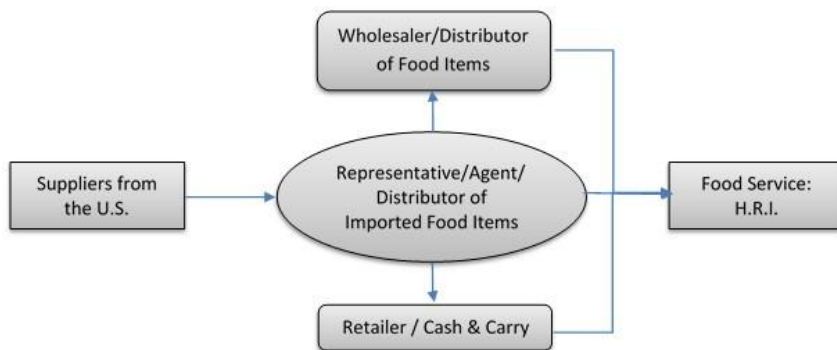 Wholesaler/Distributor
of Food Items
Suppliers from
the U.S.
Representative/Agent/
Distributor of
Imported Food Items
Food Service:
H.R.I.
Retailer / Cash & Carry